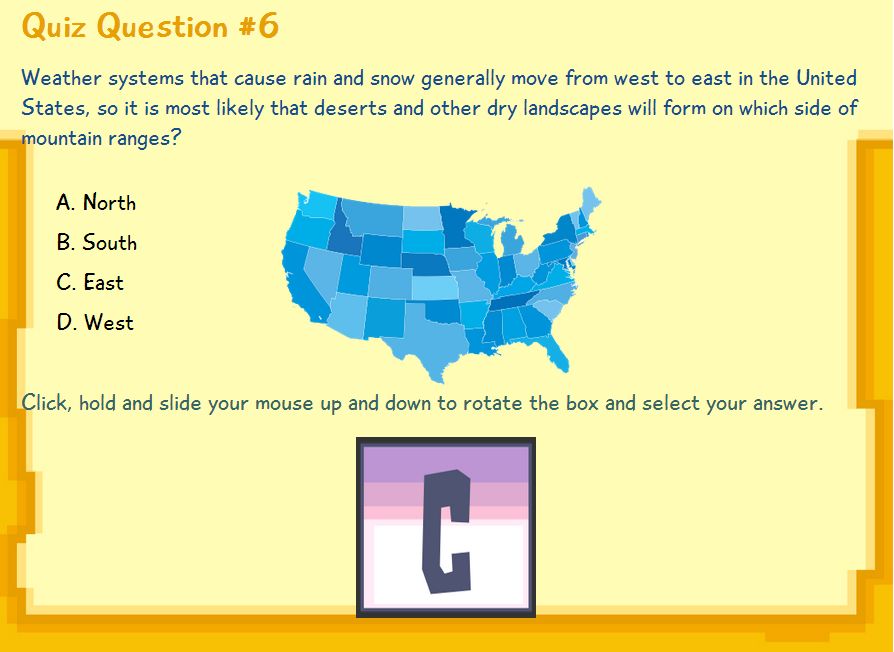 Quiz Question #6
Weather systems that cause rain and snow generally move from west to east in the United
States, so it is most likely that deserts and other dry landscapes will form on which side of
mountain ranges?
A. North
B. South
C. East
D. West
Click, hold and slide your mouse up and down to rotate the box and select your answer.
C